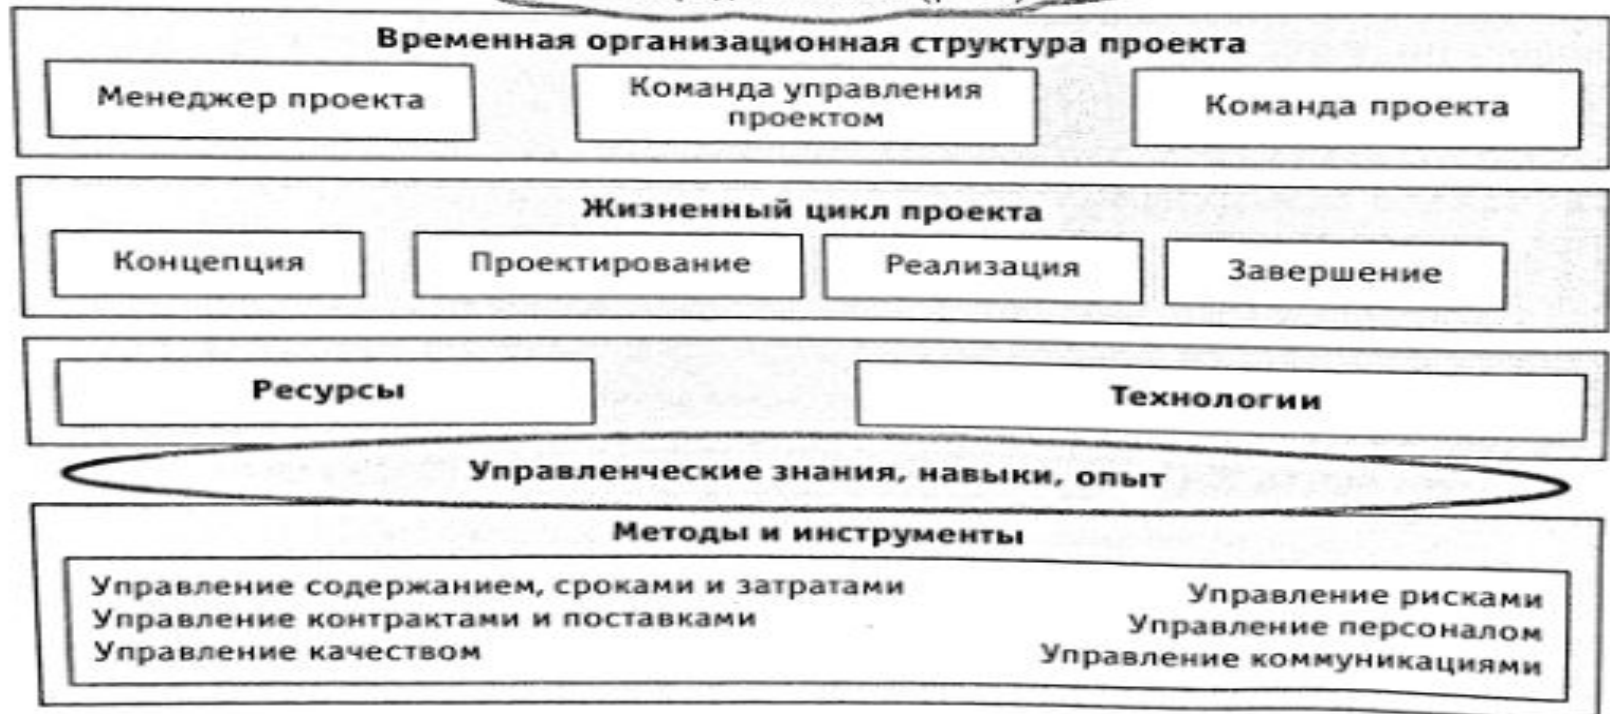 Временная организационная структура проекта
Менеджер проекта
Команда управления
проектом
Команда проекта
Жизненный цикл проекта
Концепция
Проектирование
Реализация
Завершение
Ресурсы
Технологии
Управленческие знания, навыки, опыт
Методы и инструменты
Управление содержанием, сроками и затратами
Управление контрактами и поставками
Управление качеством
Управление рисками
Управление персоналом
Управление коммуникациями